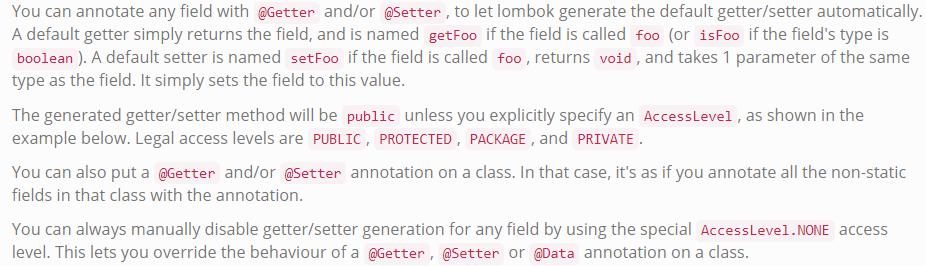 You can annotate any field with @Getter and/or @Setter , to let lombok generate the default getter/setter automatically.
A default getter simply returns the field, and is named getFoo if the field is called foo (or isFoo if the field's type is
boolean ). A default setter is named setFoo if the field is called foo , returns void , and takes 1 parameter of the same
type as the field. It simply sets the field to this value.
The generated getter/setter method will be public unless you explicitly specify an AccessLevel , as shown in the
example below. Legal access levels are PUBLIC , PROTECTED , PACKAGE , and PRIVATE .
You can also put a @Getter and/or @Setter annotation on a class. In that case, it's as if you annotate all the non-static
fields in that class with the annotation.
You can always manually disable getter/setter generation for any field by using the special AccessLevel.NONE access
level. This lets you override the behaviour of a @Getter , @Setter or @Data annotation on a class.